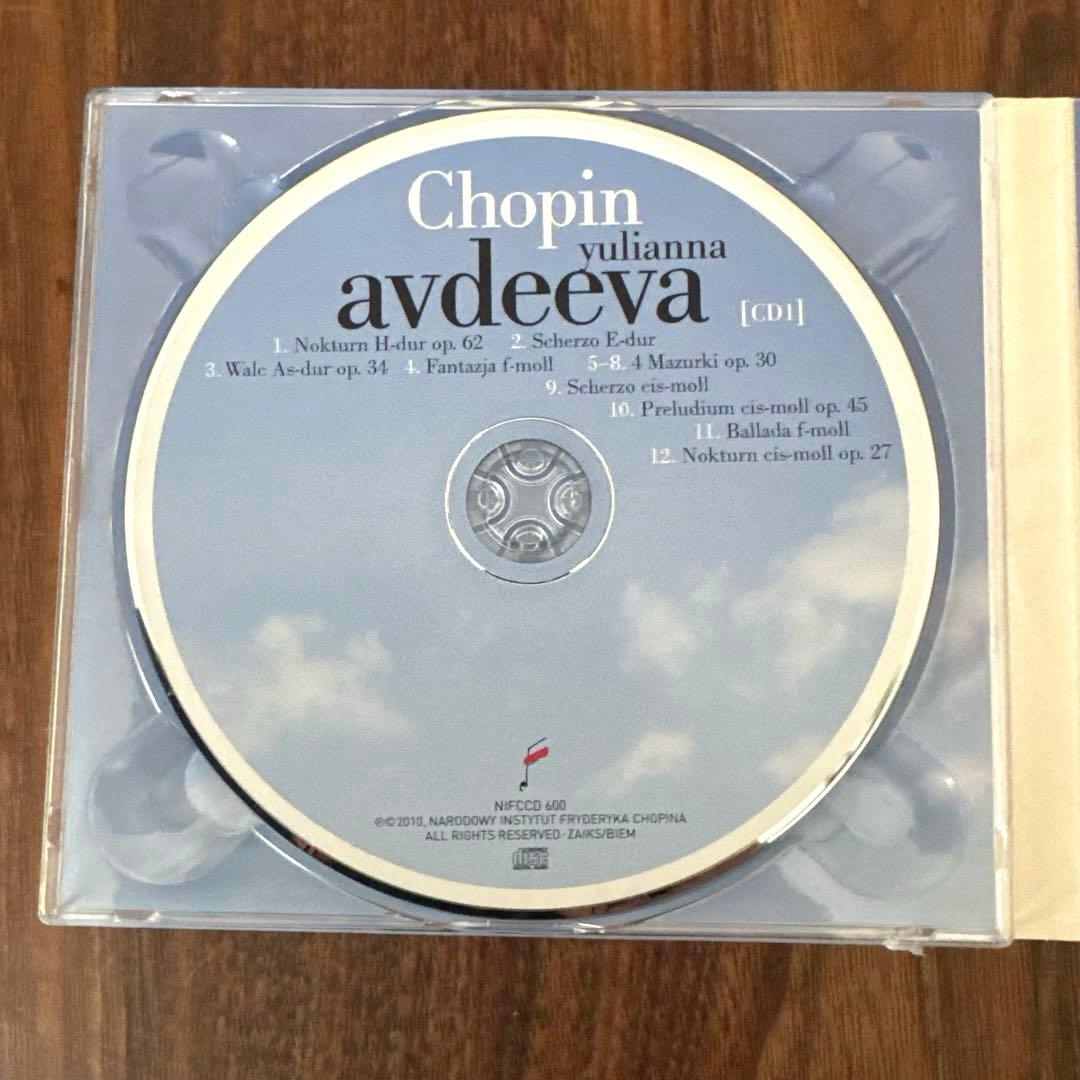 Chopin
yulianna
avdeeva [CD1]
1. Nokturn H-dur op. 62 2. Scherzo E-dur
3. Walc As-dur op. 34 4. Fantazja f-moll 5-8. 4 Mazurki op. 30
9. Scherzo cis-moll
10. Preludium cis-moll op. 45
11. Ballada f-moll
12. Nokturn cis-moll op. 27
NIFCCD 600
℗© 2010, NARODOWY INSTYTUT FRYDERYKA CHOPINA
ALL RIGHTS RESERVED · ZAIKS/BIEM